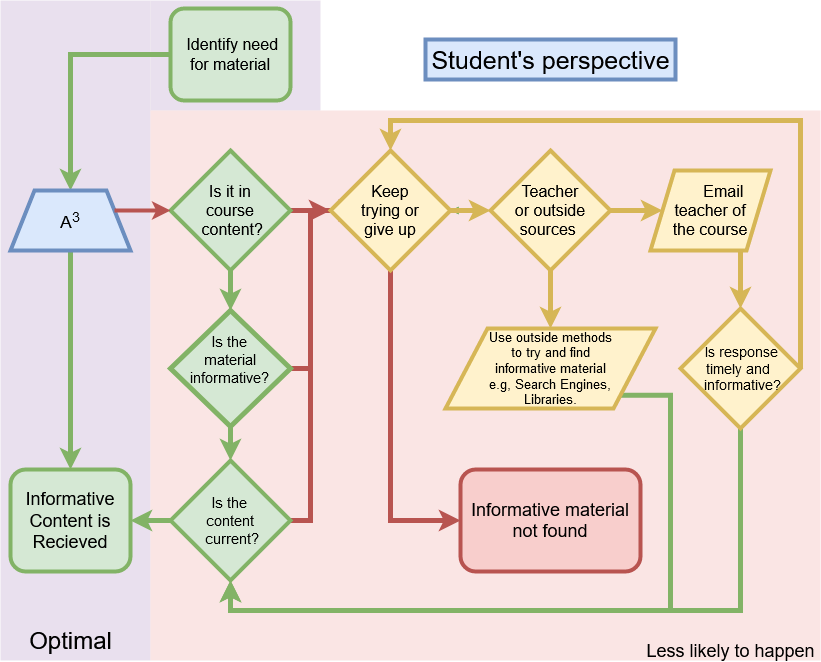 Identify need
for material
Student's perspective
A³
Is it in
course
content?
Keep
trying or
give up
Teacher
or outside
sources
Email
teacher of
the course
Is the
material
informative?
Use outside methods
to try and find
informative material
e.g, Search Engines,
Libraries.
Is response
timely and
informative?
Informative
Content is
Recieved
Is the
content
current?
Informative material
not found
Optimal
Less likely to happen